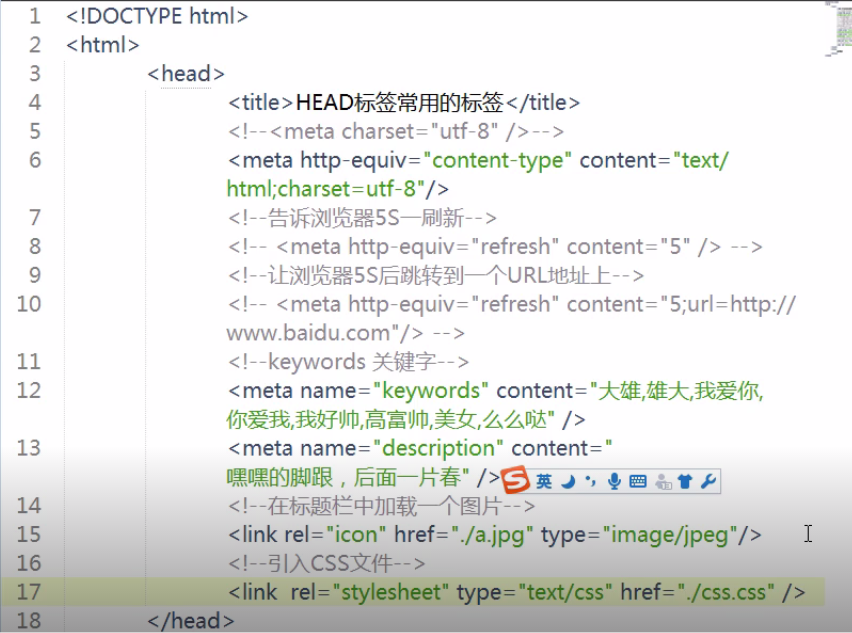 1 <!DOCTYPE html>
2 <html>
3 <head>
4 <title>HEAD标签常用的标签</title>
5 <!--<meta charset="utf-8" />-->
6 <meta http-equiv="content-type" content="text/
html;charset=utf-8"/>
7 <!--告诉浏览器5S一刷新-->
8 <!-- <meta http-equiv="refresh" content="5" /> -->
9 <!--让浏览器5S后跳转到一个URL地址上-->
10 <!-- <meta http-equiv="refresh" content="5;url=http://
www.baidu.com"/> -->
11 <!--keywords 关键字-->
12 <meta name="keywords" content="大雄,雄大,我爱你,
你爱我,我好帅,高富帅,美女,么么哒" />
13 <meta name="description" content="
嘿嘿的脚跟，后面一片春" />
S 英
14 <!--在标题栏中加载一个图片-->
15 <link rel="icon" href="./a.jpg" type="image/jpeg"/>
16 <!--引入CSS文件-->
17 <link  rel="stylesheet" type="text/css" href="./css.css" />
18 </head>